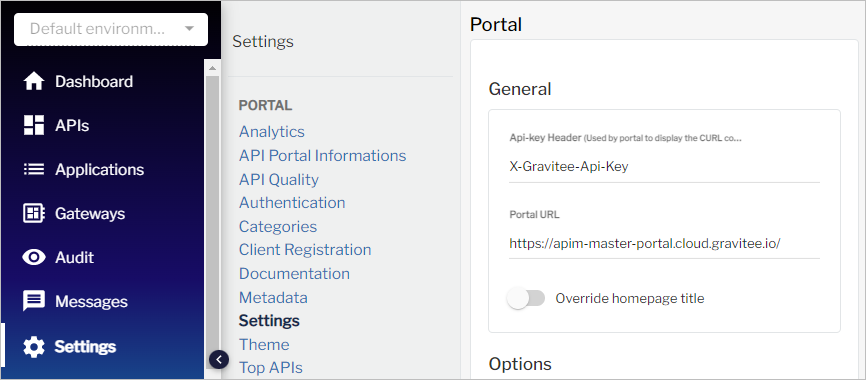 Default environm...
Dashboard
APIs
Applications
Gateways
Audit
Messages
Settings
Settings
PORTAL
Analytics
API Portal Informations
API Quality
Authentication
Categories
Client Registration
Documentation
Metadata
Settings
Theme
Top APIs
Portal
General
Api-key Header (Used by portal to display the CURL co...
X-Gravitee-Api-Key
Portal URL
https://apim-master-portal.cloud.gravitee.io/
Override homepage title
Options